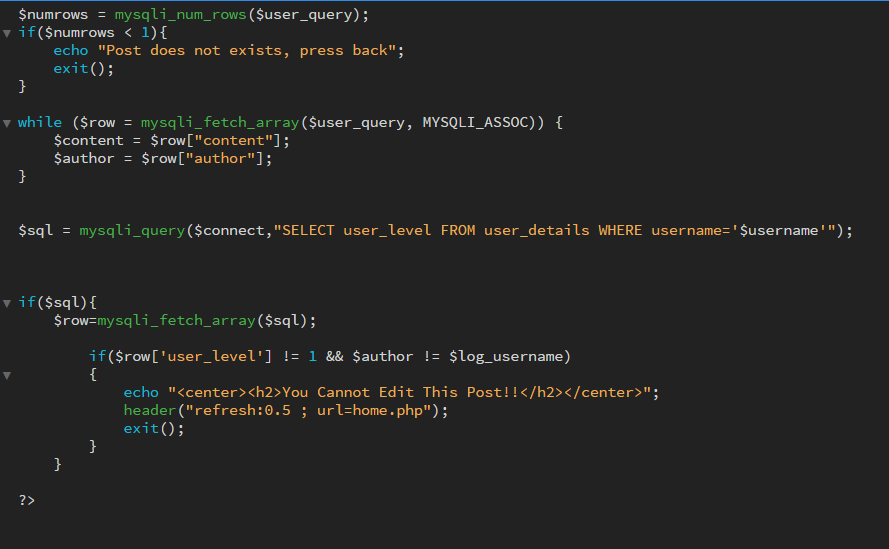 $numrows = mysqli_num_rows($user_query);
if($numrows < 1){
echo "Post does not exists, press back";
exit();
}
while ($row = mysqli_fetch_array($user_query, MYSQLI_ASSOC)) {
$content = $row["content"];
$author = $row["author"];
}
$sql = mysqli_query($connect,"SELECT user_level FROM user_details WHERE username='$username'");
if($sql){
$row=mysqli_fetch_array($sql);
if($row['user_level'] != 1 && $author != $log_username)
{
echo "<center><h2>You Cannot Edit This Post!!</h2></center>";
header("refresh:0.5 ; url=home.php");
exit();
}
}
?>